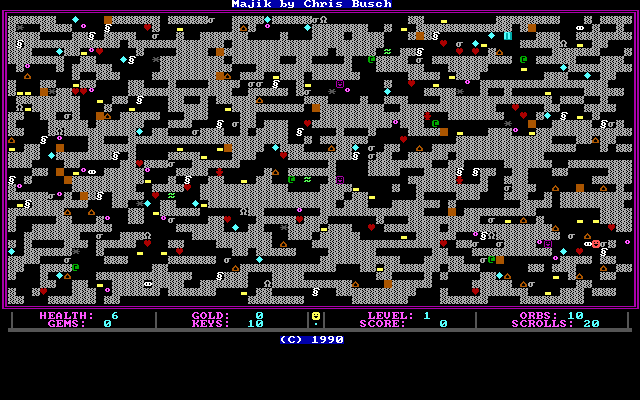 Majik by Chris Busch
HEALTH: 6 GOLD: 0 LEVEL: 1 ORBS: 10
GEMS: 0 KEYS: 10 SCORE: 0 SCROLLS: 20
(C) 1990